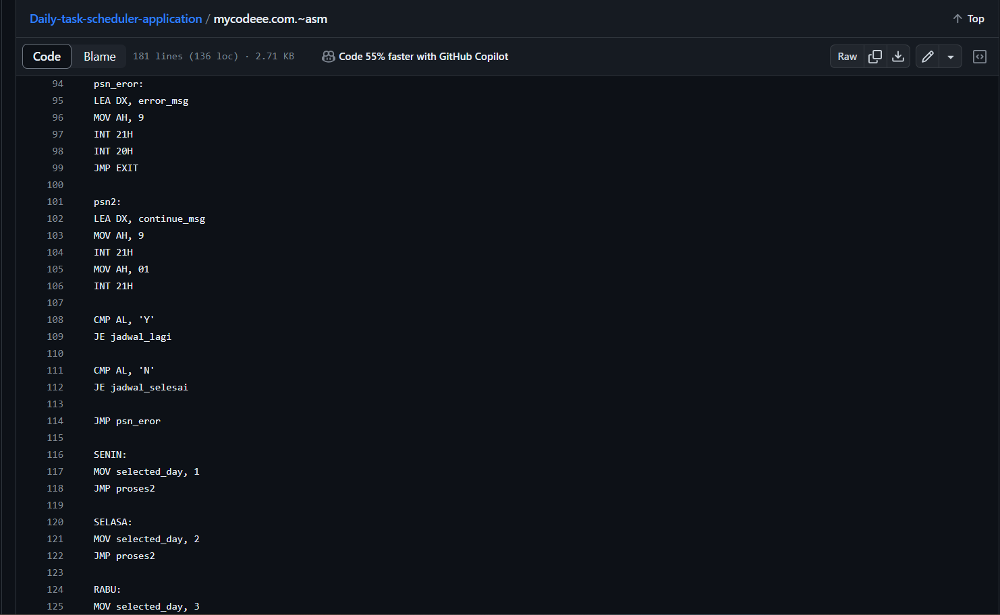 Daily-task-scheduler-application / mycodeee.com.~asm
Top
Code
Blame
181 lines (136 loc) · 2.71 KB
Code 55% faster with GitHub Copilot
Raw
94 psn_eror:
95 LEA DX, error_msg
96 MOV AH, 9
97 INT 21H
98 INT 20H
99 JMP EXIT
100
101 psn2:
102 LEA DX, continue_msg
103 MOV AH, 9
104 INT 21H
105 MOV AH, 01
106 INT 21H
107
108 CMP AL, 'Y'
109 JE jadwal_lagi
110
111 CMP AL, 'N'
112 JE jadwal_selesai
113
114 JMP psn_eror
115
116 SENIN:
117 MOV selected_day, 1
118 JMP proses2
119
120 SELASA:
121 MOV selected_day, 2
122 JMP proses2
123
124 RABU:
125 MOV selected_day, 3